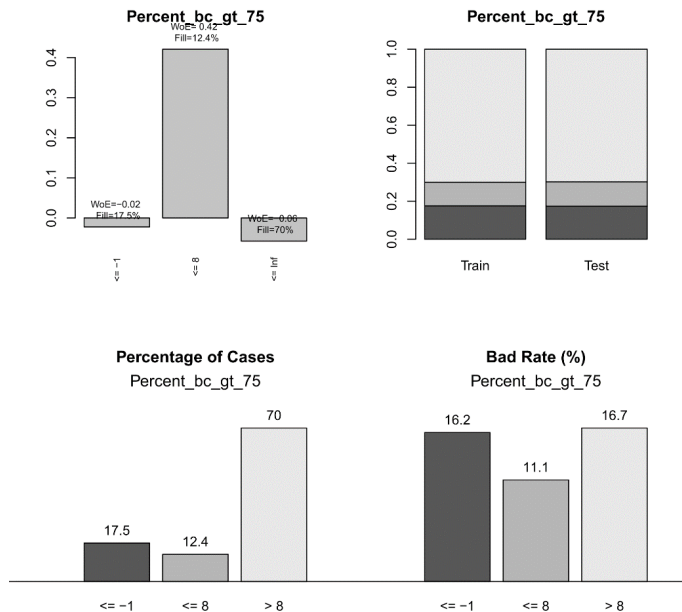 Percent_bc_gt_75
WoE= 0.42
Fill=12.4%
0.4
0.3
0.2
0.1
0.0
WoE=−0.02
Fill=17.5%
WoE=−0.06
Fill=70%
<= −1
<= 8
<= Inf
Percent_bc_gt_75
1.0
0.8
0.6
0.4
0.2
0.0
Train
Test
Percentage of Cases
Percent_bc_gt_75
17.5
12.4
70
<= −1
<= 8
> 8
Bad Rate (%)
Percent_bc_gt_75
16.2
11.1
16.7
<= −1
<= 8
> 8